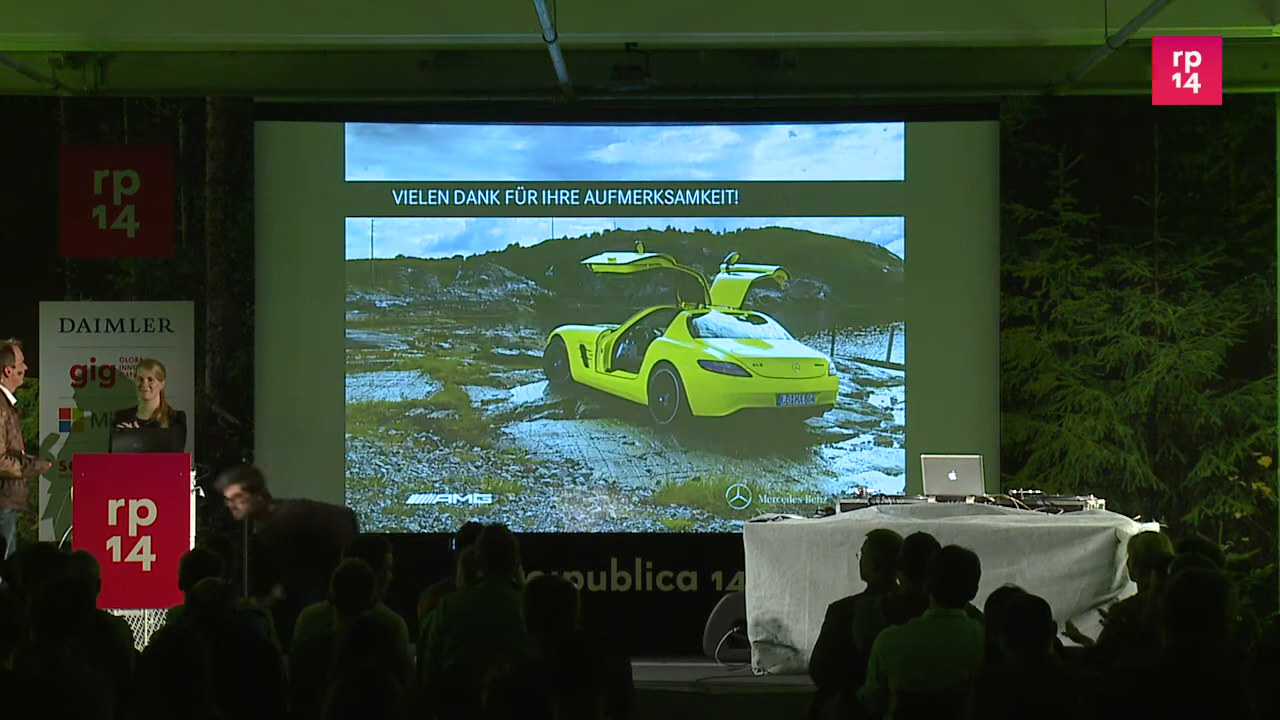 rp
14
rp
14
VIELEN DANK FÜR IHRE AUFMERKSAMKEIT!
DAIMLER
gig
AMG
Mercedes-Benz
rp
14
publica 14